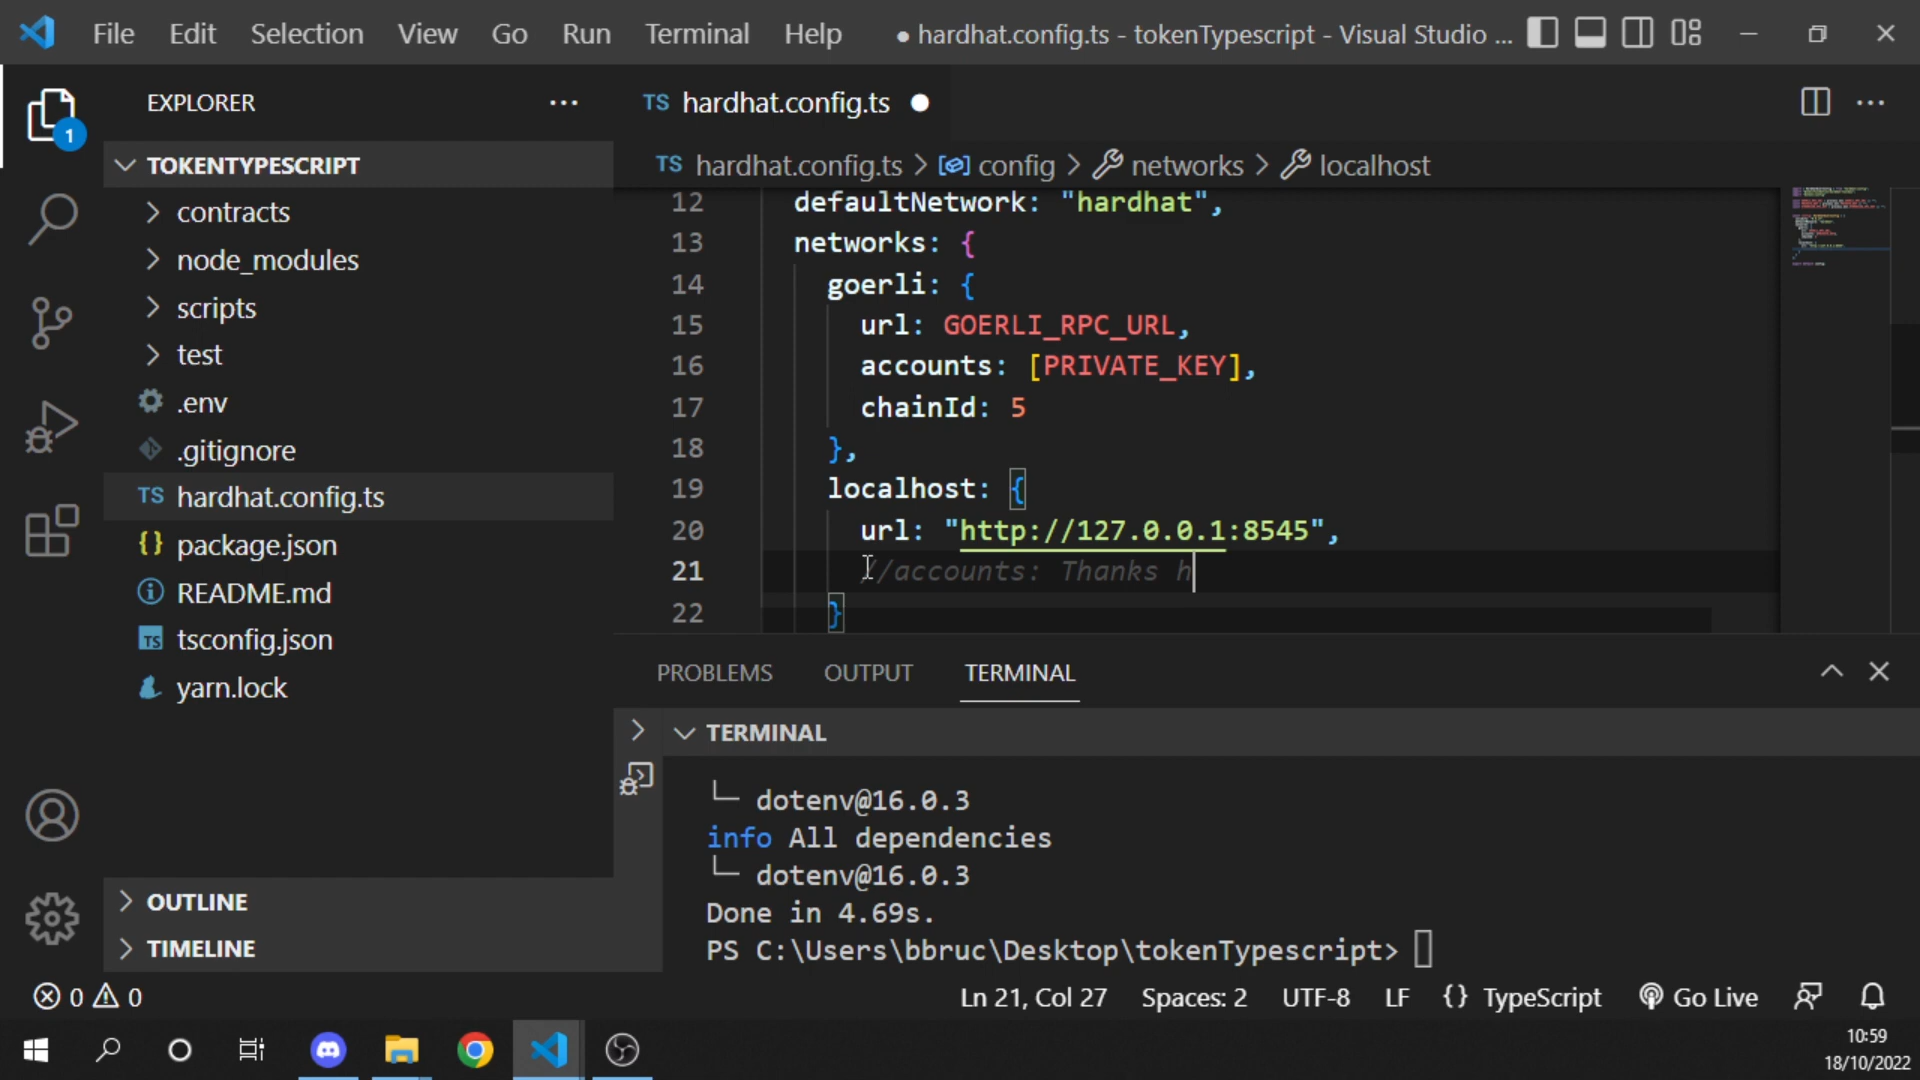 File Edit Selection View Go Run Terminal Help ● hardhat.config.ts - tokenTypescript - Visual Studio ...
EXPLORER
TOKENTYPESCRIPT
contracts
node_modules
scripts
test
.env
.gitignore
TS hardhat.config.ts
{} package.json
README.md
TS tsconfig.json
yarn.lock
OUTLINE
TIMELINE
1
TS hardhat.config.ts
TS hardhat.config.ts > config > networks > localhost
12 defaultNetwork: "hardhat",
13 networks: {
14 goerli: {
15 url: GOERLI_RPC_URL,
16 accounts: [PRIVATE_KEY],
17 chainId: 5
18 },
19 localhost: {
20 url: "http://127.0.0.1:8545",
21 //accounts: Thanks h
22 }
PROBLEMS OUTPUT TERMINAL
TERMINAL
└─ dotenv@16.0.3
info All dependencies
└─ dotenv@16.0.3
Done in 4.69s.
PS C:\Users\bbruc\Desktop\tokenTypescript>
0 0 Ln 21, Col 27 Spaces: 2 UTF-8 LF {} TypeScript Go Live
10:59
18/10/2022